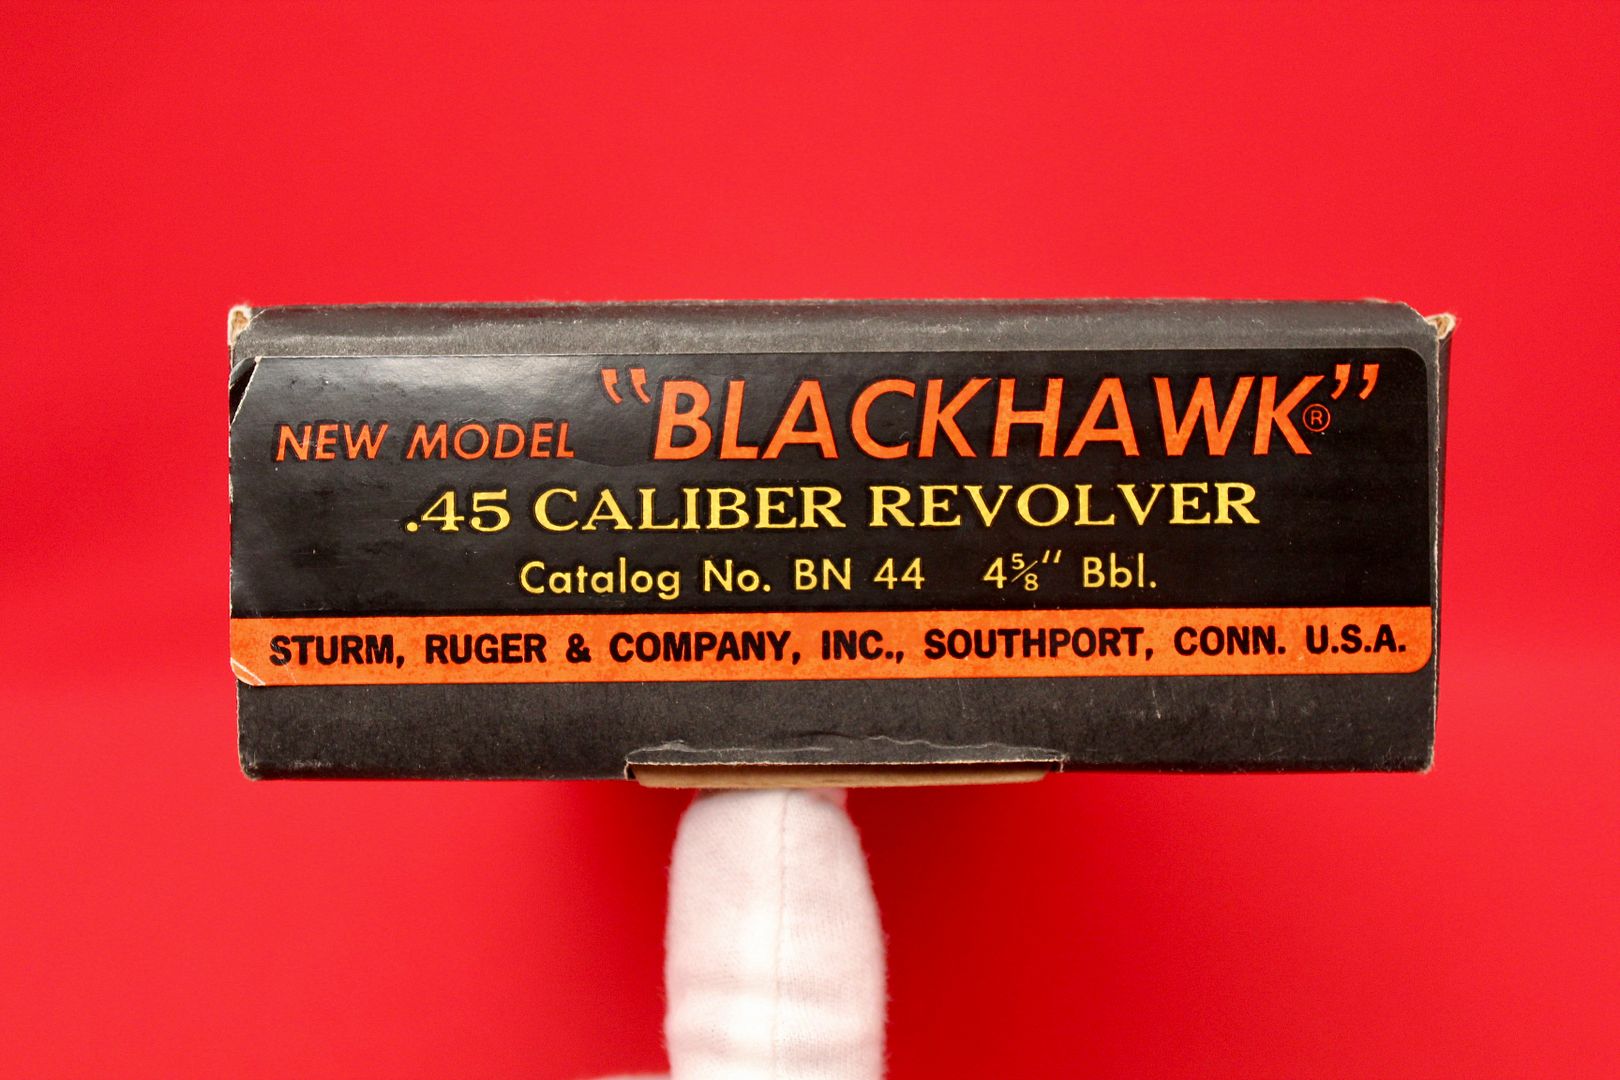 NEW MODEL "BLACKHAWK®"
.45 CALIBER REVOLVER
Catalog No. BN 44 4⅝" Bbl.
STURM, RUGER & COMPANY, INC., SOUTHPORT, CONN. U.S.A.